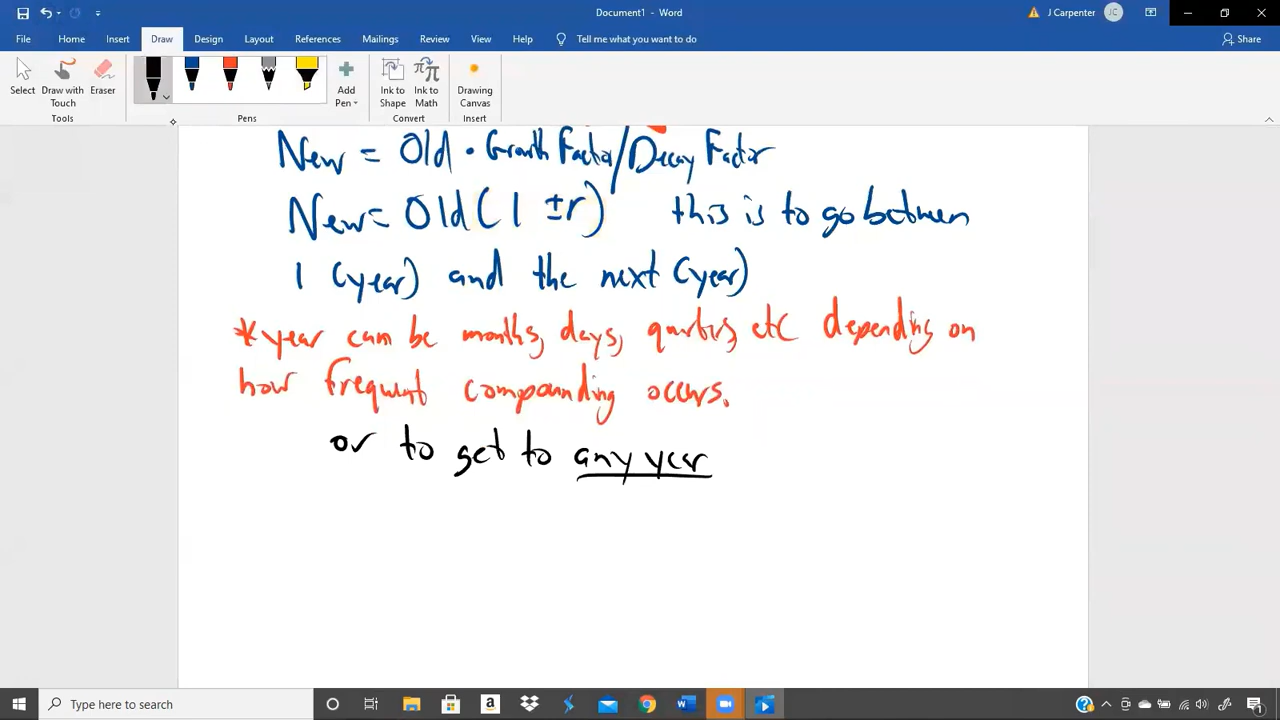 Document1 - Word
J Carpenter
JC
File Home Insert Draw Design Layout References Mailings Review View Help Tell me what you want to do
Share
Select
Draw with Touch
Eraser
Add Pen
Ink to Shape
Ink to Math
Drawing Canvas
Tools
Pens
Convert
Insert
New = Old • Growth Factor/Decay Factor
New = Old(1 ±r) this is to go between
1 (year) and the next (year)
*year can be months, days, quarters, etc depending on
how frequent compounding occurs.
or to get to any year
Type here to search